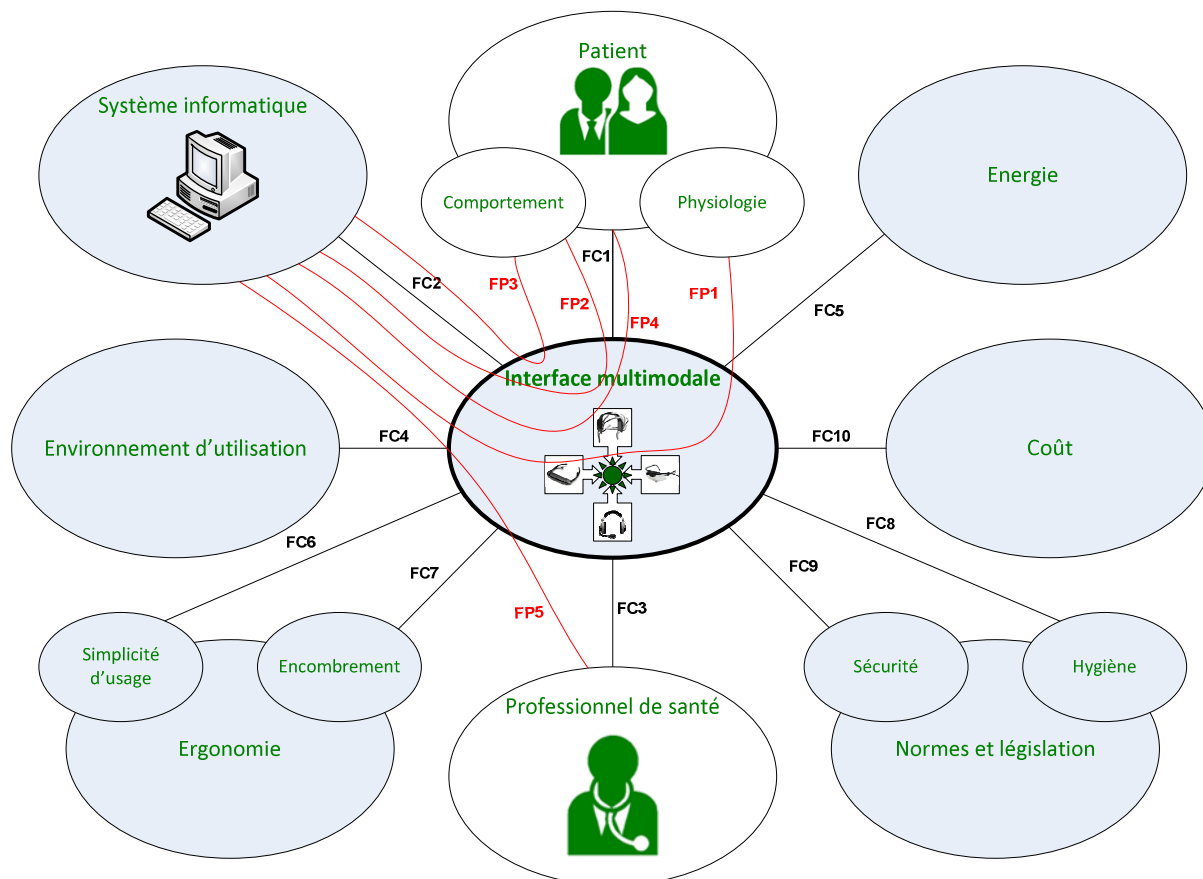 Patient
Système informatique
Energie
Comportement
Physiologie
FC1
FC2
FP3
FP2
FP1
FC5
FP4
Interface multimodale
Environnement d’utilisation
FC4
FC10
Coût
FC8
FC6
FC9
FC7
FC3
FP5
Simplicité
d’usage
Encombrement
Sécurité
Hygiène
Professionnel de santé
Ergonomie
Normes et législation